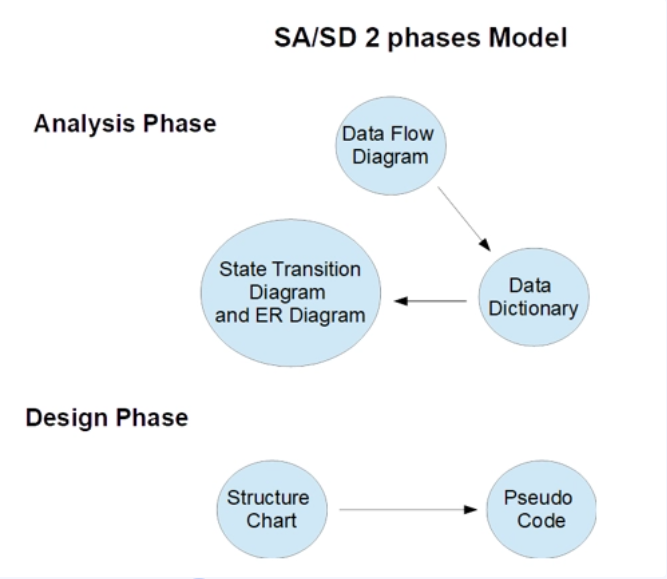 SA/SD 2 phases Model
Analysis Phase
Data Flow
Diagram
State Transition
Diagram
and ER Diagram
Data
Dictionary
Design Phase
Structure
Chart
Pseudo
Code